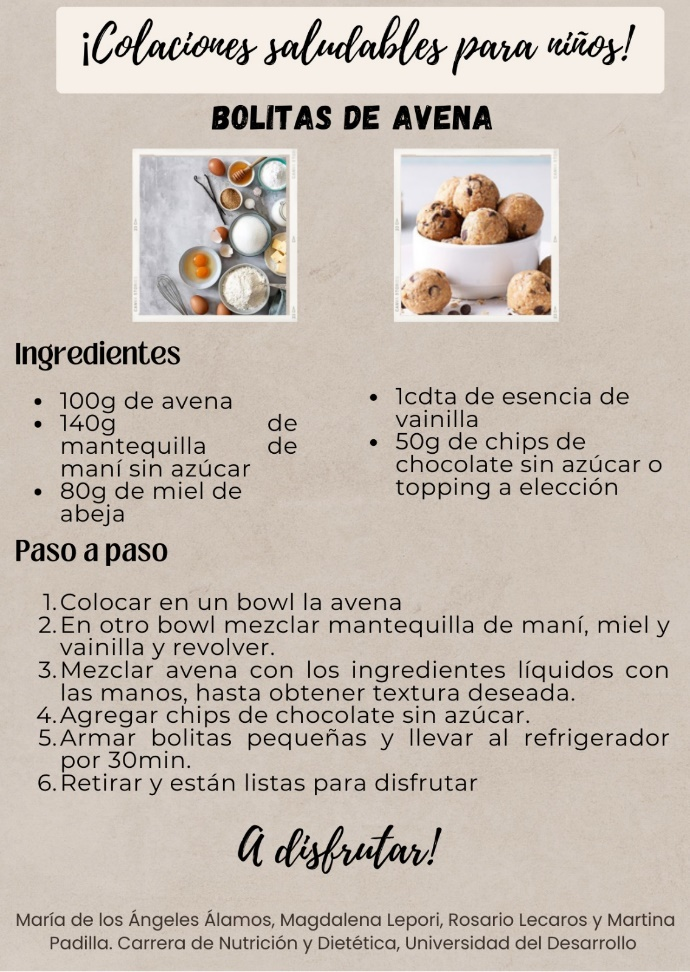 ¡Colaciones saludables para niños!
BOLITAS DE AVENA
Ingredientes
• 100g de avena
• 140g de
mantequilla de
maní sin azúcar
• 80g de miel de
abeja
• 1cdta de esencia de
vainilla
• 50g de chips de
chocolate sin azúcar o
topping a elección
Paso a paso
1. Colocar en un bowl la avena
2. En otro bowl mezclar mantequilla de maní, miel y
vainilla y revolver.
3. Mezclar avena con los ingredientes líquidos con
las manos, hasta obtener textura deseada.
4. Agregar chips de chocolate sin azúcar.
5. Armar bolitas pequeñas y llevar al refrigerador
por 30min.
6. Retirar y están listas para disfrutar
A disfrutar!
María de los Ángeles Álamos, Magdalena Lepori, Rosario Lecaros y Martina
Padilla. Carrera de Nutrición y Dietética, Universidad del Desarrollo